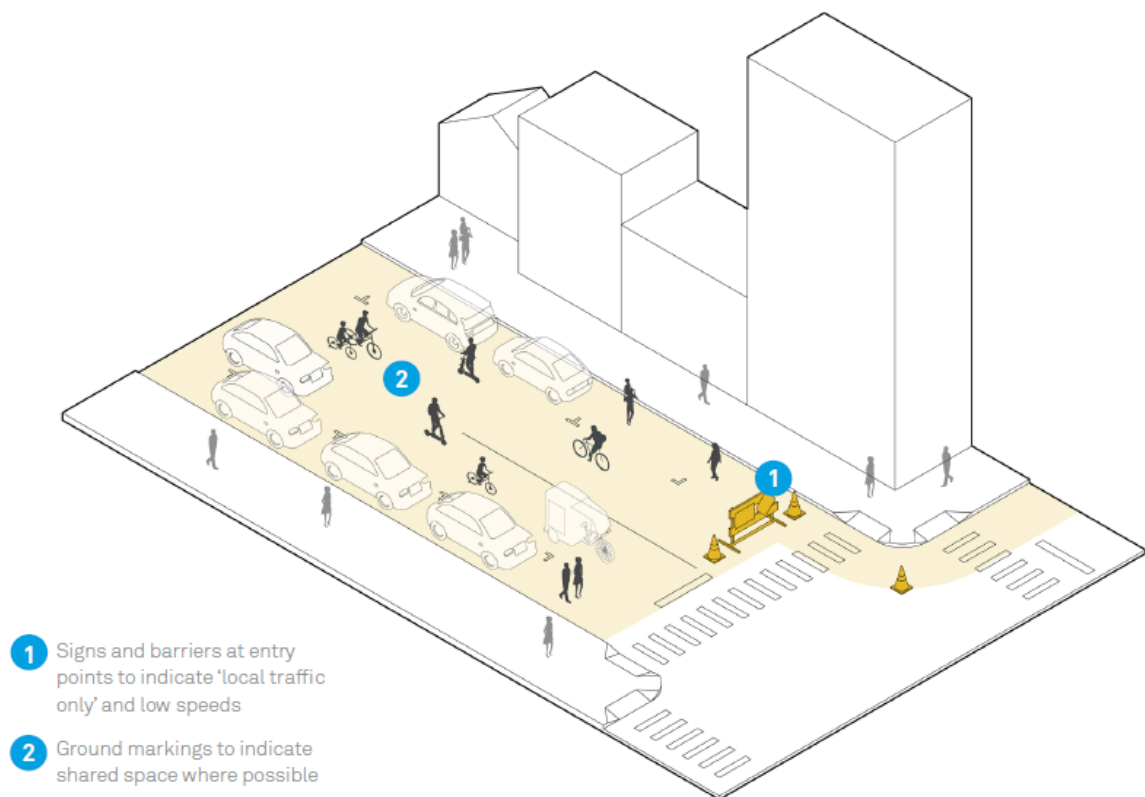 2
1
1 Signs and barriers at entry
points to indicate ‘local traffic
only’ and low speeds
2 Ground markings to indicate
shared space where possible